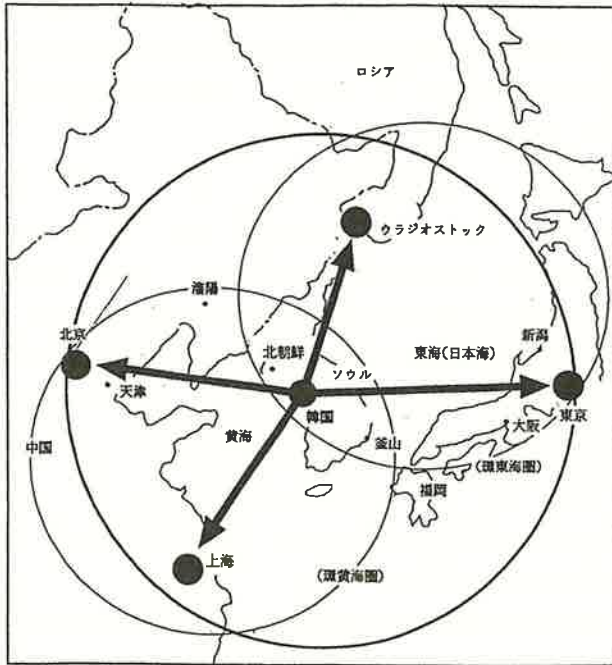 ロシア
ウラジオストック
瀋陽
北京
北朝鮮
東海(日本海)
新潟
天津
ソウル
韓国
東京
黄海
釜山
大阪
中国
(環東海圏)
福岡
上海
(環黄海圏)